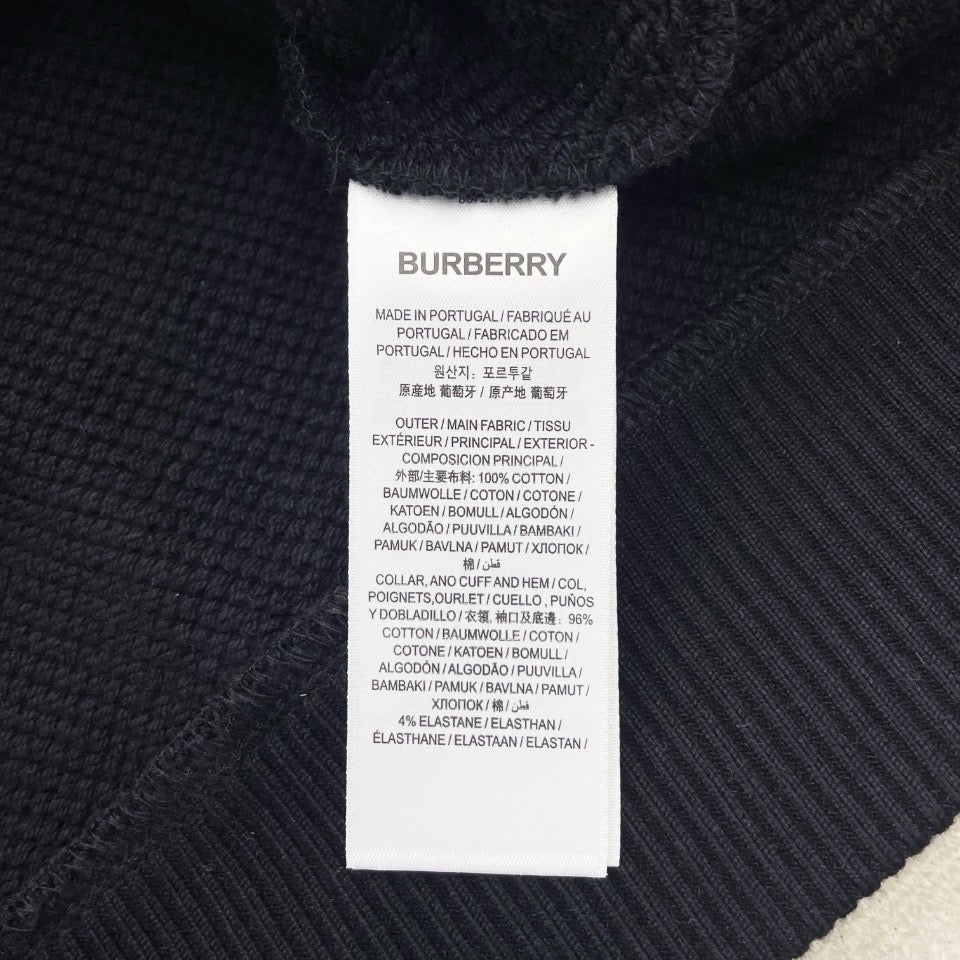 BURBERRY
MADE IN PORTUGAL / FABRIQUÉ AU
PORTUGAL / FABRICADO EM
PORTUGAL / HECHO EN PORTUGAL
원산지: 포르투갈
原産地 葡萄牙 / 原产地 葡萄牙
OUTER / MAIN FABRIC / TISSU
EXTÉRIEUR / PRINCIPAL / EXTERIOR -
COMPOSICION PRINCIPAL /
外部/主要布料: 100% COTTON /
BAUMWOLLE / COTON / COTONE /
KATOEN / BOMULL / ALGODÓN /
ALGODÃO / PUUVILLA / BAMBAKI /
PAMUK / BAVLNA / PAMUT / ХЛОПОК /
棉 / قطن
COLLAR, ANO CUFF AND HEM / COL,
POIGNETS,OURLET / CUELLO , PUÑOS
Y DOBLADILLO / 衣領, 袖口及底邊: 96%
COTTON / BAUMWOLLE / COTON /
COTONE / KATOEN / BOMULL /
ALGODÓN / ALGODÃO / PUUVILLA /
BAMBAKI / PAMUK / BAVLNA / PAMUT /
ХЛОПОК / 棉 / قطن
4% ELASTANE / ELASTHAN /
ÉLASTHANE / ELASTAAN / ELASTAN /